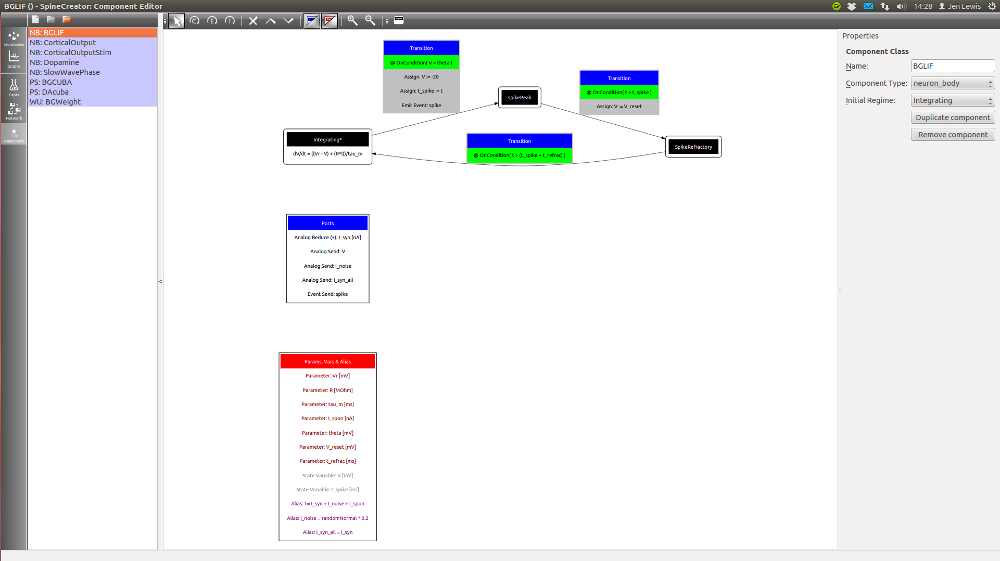 BGLIF () - SpineCreator: Component Editor
14:28
Jen Lewis
Visualisation
Graphs
Expts
Network
Components
NB: BGLIF
NB: CorticalOutput
NB: CorticalOutputStim
NB: Dopamine
NB: SlowWavePhase
PS: BGCUBA
PS: DAcuba
WU: BGWeight
C
E
I
<
Transition
@ OnCondition( V > theta )
Assign: V := -20
Assign: t_spike := t
Emit Event: spike
spikePeak
Transition
@ OnCondition( t > t_spike )
Assign: V := V_reset
Integrating*
dV/dt = ((Vr - V) + (R*I))/tau_m
Transition
@ OnCondition( t > (t_spike + t_refrac) )
SpikeRefractory
Ports
Analog Reduce (+): I_syn [nA]
Analog Send: V
Analog Send: I_noise
Analog Send: I_syn_all
Event Send: spike
Params, Vars & Alias
Parameter: Vr [mV]
Parameter: R [MOhm]
Parameter: tau_m [ms]
Parameter: I_spon [nA]
Parameter: theta [mV]
Parameter: V_reset [mV]
Parameter: t_refrac [ms]
State Variable: V [mV]
State Variable: t_spike [ms]
Alias: I = I_syn + I_noise + I_spon
Alias: I_noise = randomNormal * 0.2
Alias: I_syn_all = I_syn
Properties
Component Class
Name: BGLIF
Component Type: neuron_body
Initial Regime: Integrating
Duplicate component
Remove component